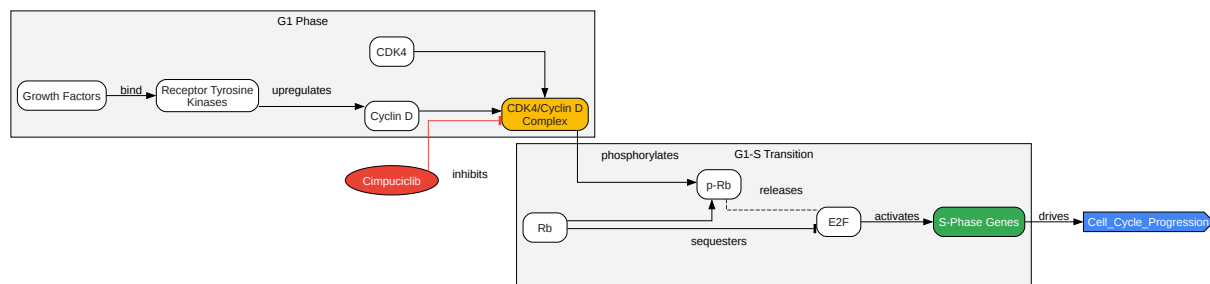 G1 Phase
CDK4
Growth Factors
bind
Receptor Tyrosine
Kinases
upregulates
Cyclin D
CDK4/Cyclin D
Complex
Cimpuciclib
inhibits
phosphorylates
G1-S Transition
p-Rb
releases
Rb
sequesters
E2F
activates
S-Phase Genes
drives
Cell_Cycle_Progression